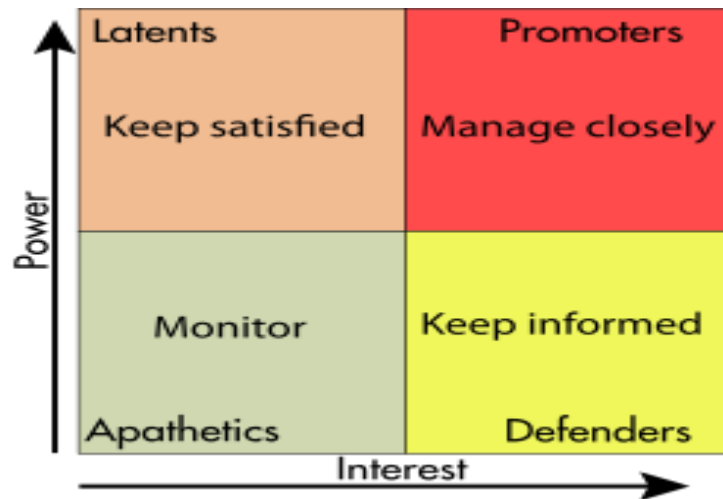 Latents
Promoters
Keep satisfied
Manage closely
Power
Monitor
Keep informed
Apathetics
Defenders
Interest